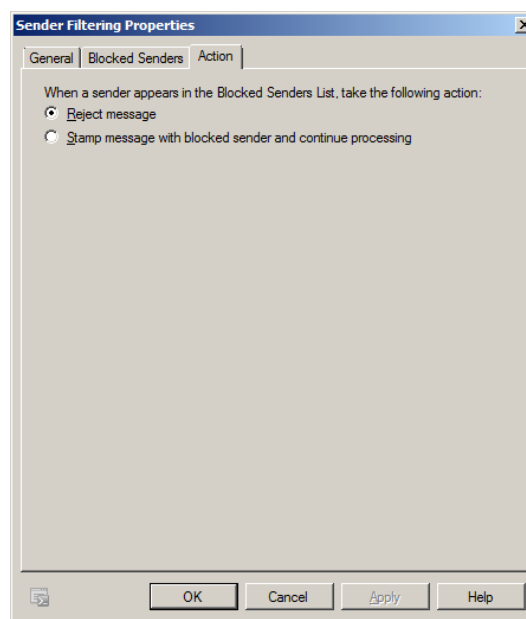 Sender Filtering Properties
General Blocked Senders Action
When a sender appears in the Blocked Senders List, take the following action:
Reject message
Stamp message with blocked sender and continue processing
OK Cancel Apply Help